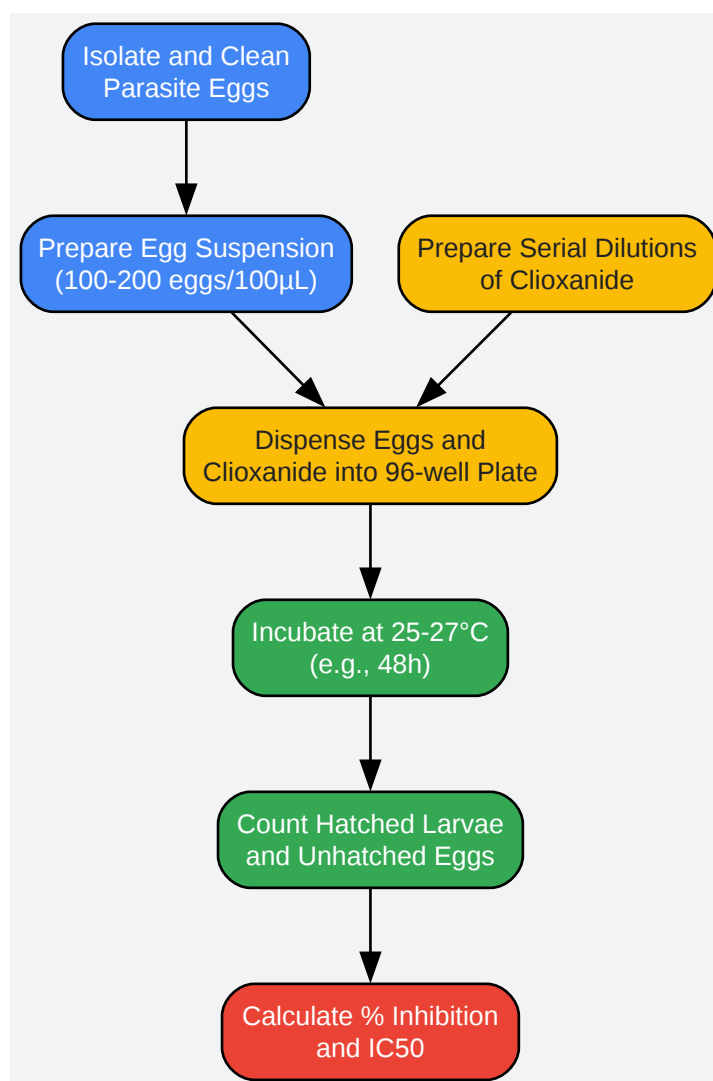 Isolate and Clean
Parasite Eggs
Prepare Egg Suspension
(100-200 eggs/100µL)
Prepare Serial Dilutions
of Clioxanide
Dispense Eggs and
Clioxanide into 96-well Plate
Incubate at 25-27°C
(e.g., 48h)
Count Hatched Larvae
and Unhatched Eggs
Calculate % Inhibition
and IC50